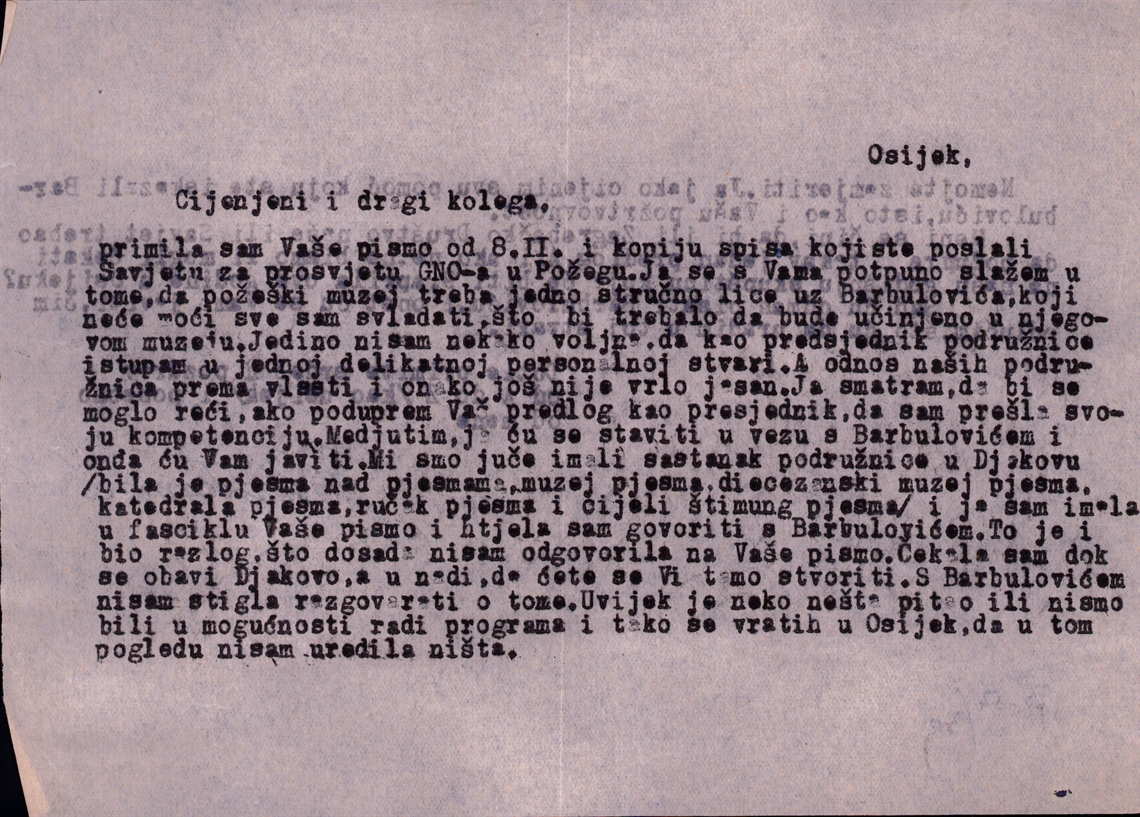 Osijek,
Cijenjeni i dragi kolega,
primila sam Vaše pismo od 8.II. i kopiju spisa kojiste poslali
Savjetu za prosvjetu GNO-a u Požegu.Ja se s Vama potpuno slažem u
tome,da požeški muzej treba jedno stručno lice uz Barbulovića,koji
neće moći sve sam svladati,što bi trebalo da bude učinjeno u njego-
vom muzeju.Jedino nisam nekako voljna,da kao predsjednik podružnice
istupam u jednoj delikatnoj personalnoj stvari.A odnos naših podru-
žnica prema vlasti i onako još nije vrlo jasan.Ja smatram,da bi se
moglo reći,ako poduprem Vaš predlog kao presjednik,da sam prešla svo-
ju kompetenciju.Medjutim,ja ću se staviti u vezu s Barbulovićem i
onda ću Vam javiti.Mi smo juče imali sastanak podružnice u Djakovu
/bila je pjesma nad pjesmama,muzej pjesma,diecezanski muzej pjesma,
katedrala pjesma,ručak pjesma i cijeli štimung pjesma/ i ja sam imala
u fasciklu Vaše pismo i htjela sam govoriti s Barbulovićem.To je i
bio razlog,što dosada nisam odgovorila na Vaše pismo.Čekala sam dok
se obavi Djakovo,a u nadi,da ćete se Vi tamo stvoriti.S Barbulovićem
nisam stigla razgovarati o tome.Uvijek je neko nešta pitao ili nismo
bili u mogućnosti radi programa i tako se vratih u Osijek,da u tom
pogledu nisam uredila ništa.